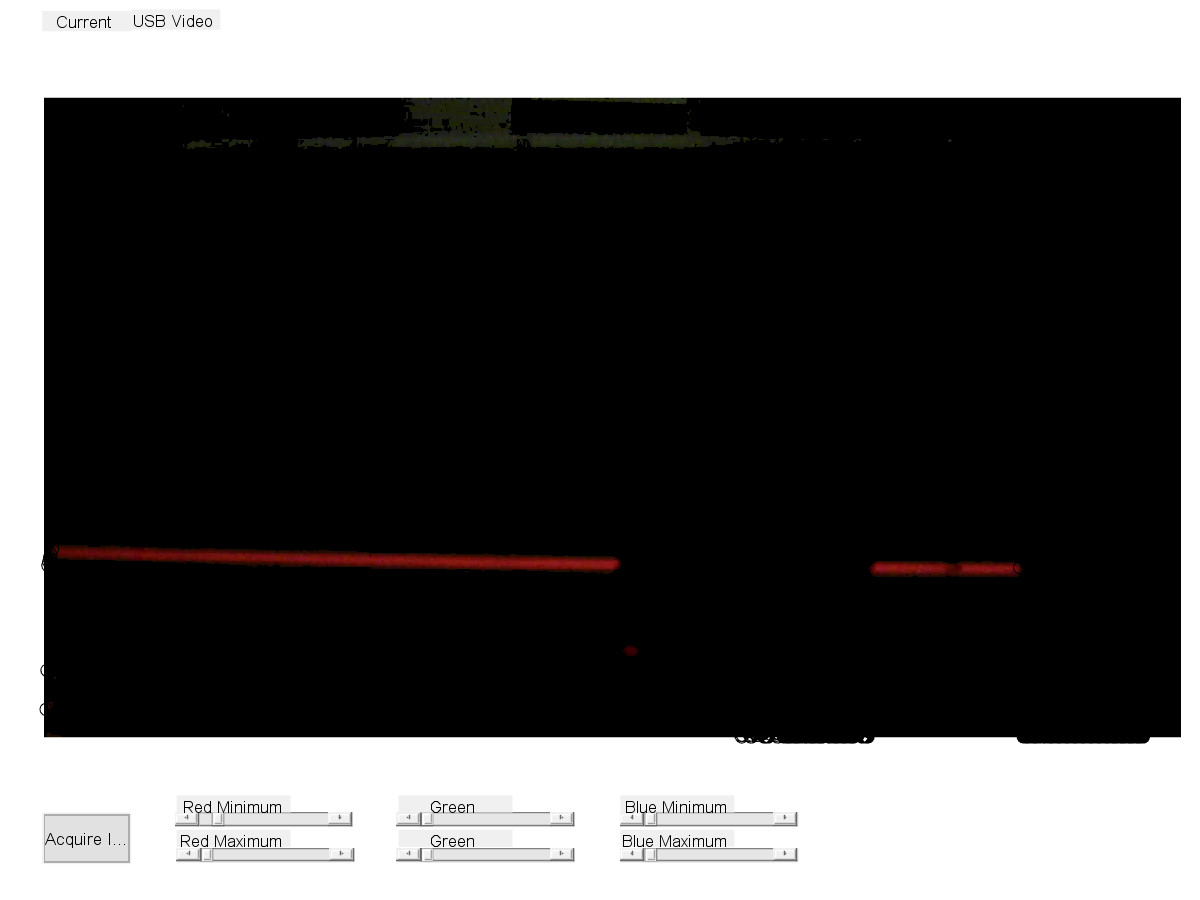 Current USB Video
Acquire I...
Red Minimum
Green
Blue Minimum
Red Maximum
Green
Blue Maximum